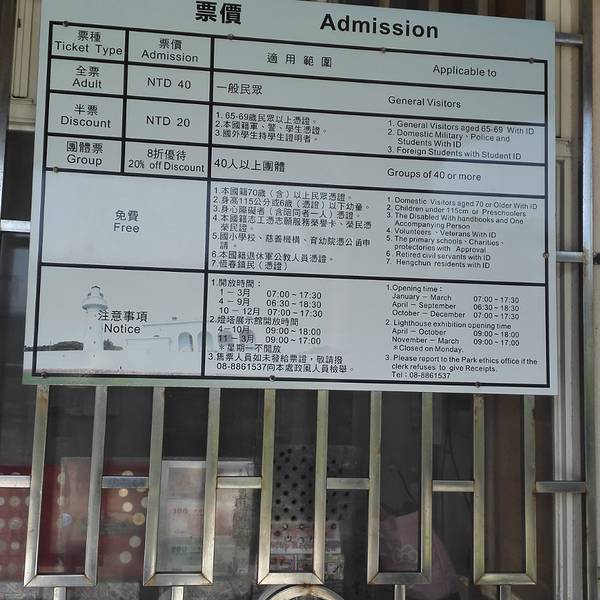 票價 Admission
票種 票價 適用範圍 Applicable to
Ticket Type Admission
全票 NTD 40 一般民眾 General Visitors
Adult
半票 NTD 20
Discount
1. 65-69歲民眾以上憑證。
2.本國籍軍、警、學生憑證。
3.國外學生持學生證明者。
1. General Visitors aged 65-69 With ID
2. Domestic Military、Police and
Students With ID
3. Foreign Students with Student ID
團體票 8折優待 40人以上團體 Groups of 40 or more
Group 20% off Discount
免費
Free
1.本國籍70歲（含）以上民眾憑證。
2.身高115公分或6歲（憑證）以下幼童。
3.身心障礙者（含陪同者一人）憑證。
4.本國籍志工憑志願服務榮譽卡、榮民憑
榮民證。
5.國小學校、慈善機構、育幼院憑公函申
請。
6.本國籍退休軍公教人員憑證。
7.恆春鎮民（憑證）
1. Domestic Visitors aged 70 or Older With ID
2. Children under 115cm or Preschoolers
3. The Disabled With handbooks and One
Accompanying Person
4. Volunteers、Veterans With ID
5. The primary schools、Charities、
protectories with Approval
6. Retired civil servants with ID
7. Hengchun residents with ID
注意事項
Notice
1.開放時間：
1－3月 07:00~17:30
4－9月 06:30~18:30
10－12月 07:00~17:30
2.燈塔展示館開放時間
4－10月 09:00~18:00
11－3月 09:00~17:00
*星期一不開放
3.售票人員如未發給票證，敬請報
08-8861537向本處政風人員檢舉。
1.Opening time：
January－March 07:00~17:30
April－September 06:30~18:30
October－December 07:00~17:30
2. Lighthouse exhibition opening time
April－October 09:00~18:00
November－March 09:00~17:00
*Closed on Monday.
3. Please report to the Park ethics office if the
clerk refuses to give Receipts.
Tel：08-8861537